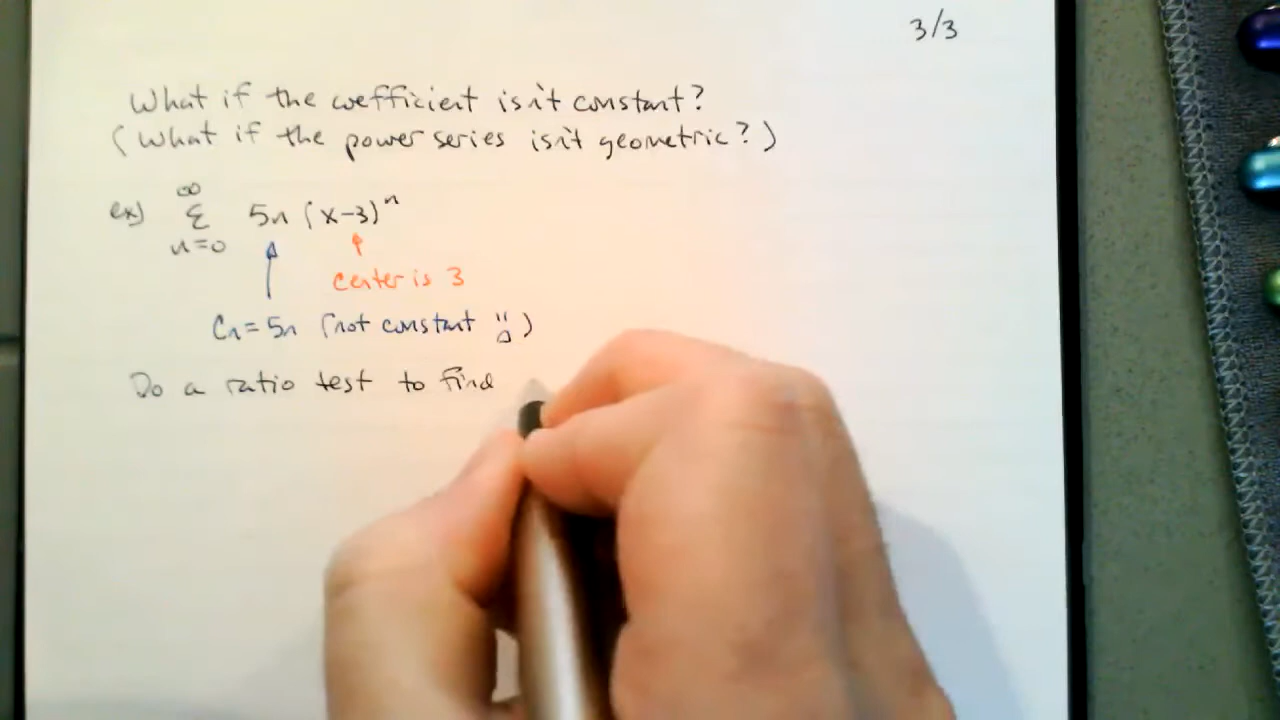 3/3
What if the coefficient isn't constant?
(What if the power series isn't geometric?)
ex) ∞ Σ n=0 5n (x-3)^n
center is 3
Cn=5n (not constant ¨)
Do a ratio test to find